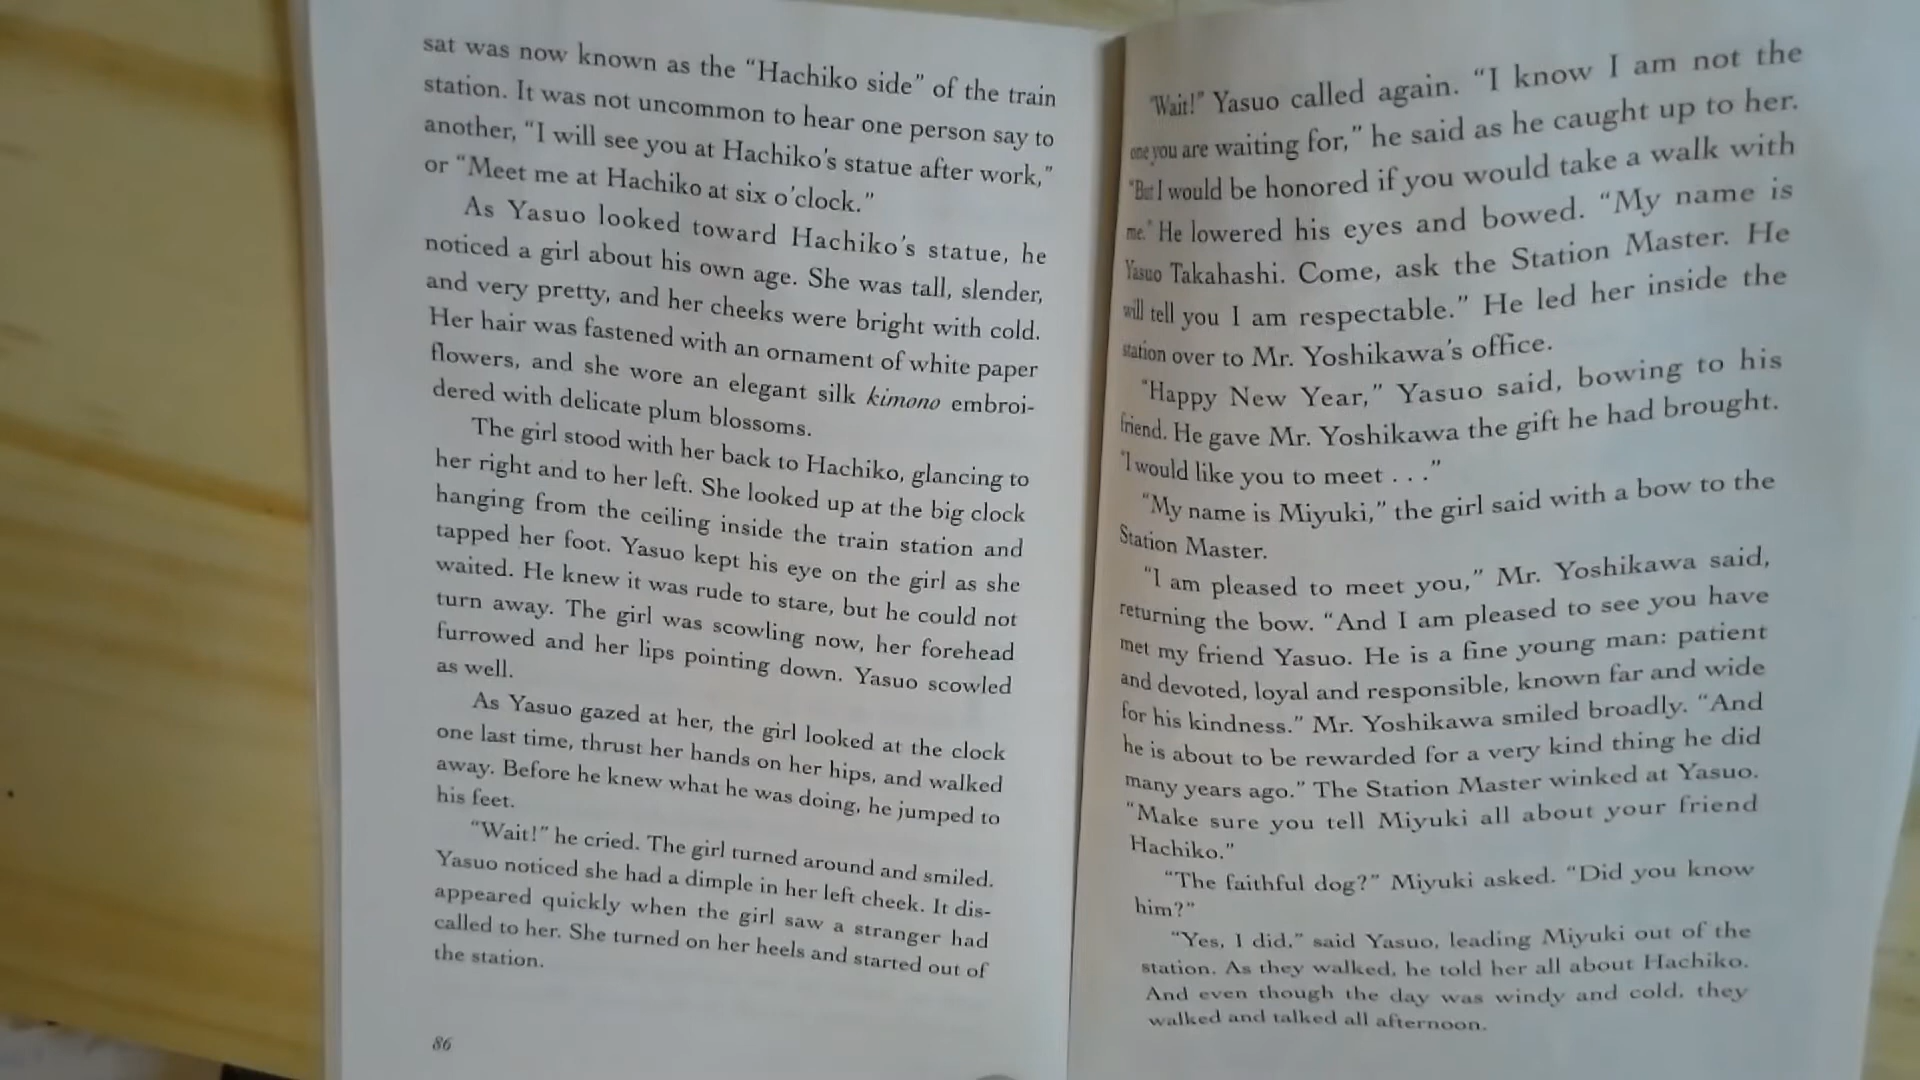 sat was now known as the “Hachiko side” of the train
station. It was not uncommon to hear one person say to
another, “I will see you at Hachiko’s statue after work,”
or “Meet me at Hachiko at six o’clock.”
As Yasuo looked toward Hachiko’s statue, he
noticed a girl about his own age. She was tall, slender,
and very pretty, and her cheeks were bright with cold.
Her hair was fastened with an ornament of white paper
flowers, and she wore an elegant silk kimono embroi-
dered with delicate plum blossoms.
The girl stood with her back to Hachiko, glancing to
her right and to her left. She looked up at the big clock
hanging from the ceiling inside the train station and
tapped her foot. Yasuo kept his eye on the girl as she
waited. He knew it was rude to stare, but he could not
turn away. The girl was scowling now, her forehead
furrowed and her lips pointing down. Yasuo scowled
as well.
As Yasuo gazed at her, the girl looked at the clock
one last time, thrust her hands on her hips, and walked
away. Before he knew what he was doing, he jumped to
his feet.
“Wait!” he cried. The girl turned around and smiled.
Yasuo noticed she had a dimple in her left cheek. It dis-
appeared quickly when the girl saw a stranger had
called to her. She turned on her heels and started out of
the station.
86
“Wait!” Yasuo called again. “I know I am not the
one you are waiting for,” he said as he caught up to her.
“But I would be honored if you would take a walk with
me.” He lowered his eyes and bowed. “My name is
Yasuo Takahashi. Come, ask the Station Master. He
will tell you I am respectable.” He led her inside the
station over to Mr. Yoshikawa’s office.
“Happy New Year,” Yasuo said, bowing to his
friend. He gave Mr. Yoshikawa the gift he had brought.
“I would like you to meet . . .”
“My name is Miyuki,” the girl said with a bow to the
Station Master.
“I am pleased to meet you,” Mr. Yoshikawa said,
returning the bow. “And I am pleased to see you have
met my friend Yasuo. He is a fine young man: patient
and devoted, loyal and responsible, known far and wide
for his kindness.” Mr. Yoshikawa smiled broadly. “And
he is about to be rewarded for a very kind thing he did
many years ago.” The Station Master winked at Yasuo.
“Make sure you tell Miyuki all about your friend
Hachiko.”
“The faithful dog?” Miyuki asked. “Did you know
him?”
“Yes, I did,” said Yasuo, leading Miyuki out of the
station. As they walked, he told her all about Hachiko.
And even though the day was windy and cold, they
walked and talked all afternoon.